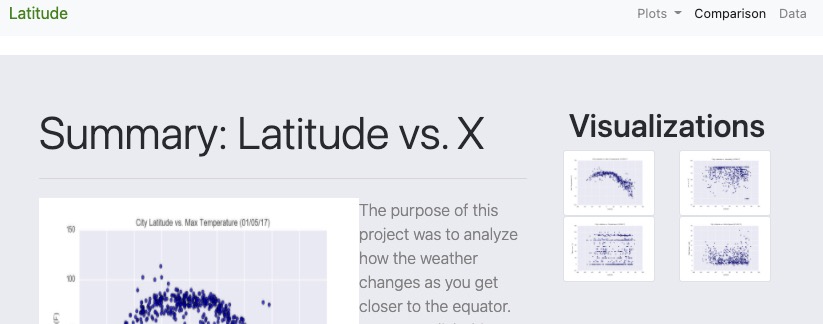 Latitude
Plots
Comparison
Data
Summary: Latitude vs. X
City Latitude vs. Max Temperature (01/05/17)
150
100
(F)
The purpose of this
project was to analyze
how the weather
changes as you get
closer to the equator.
Visualizations